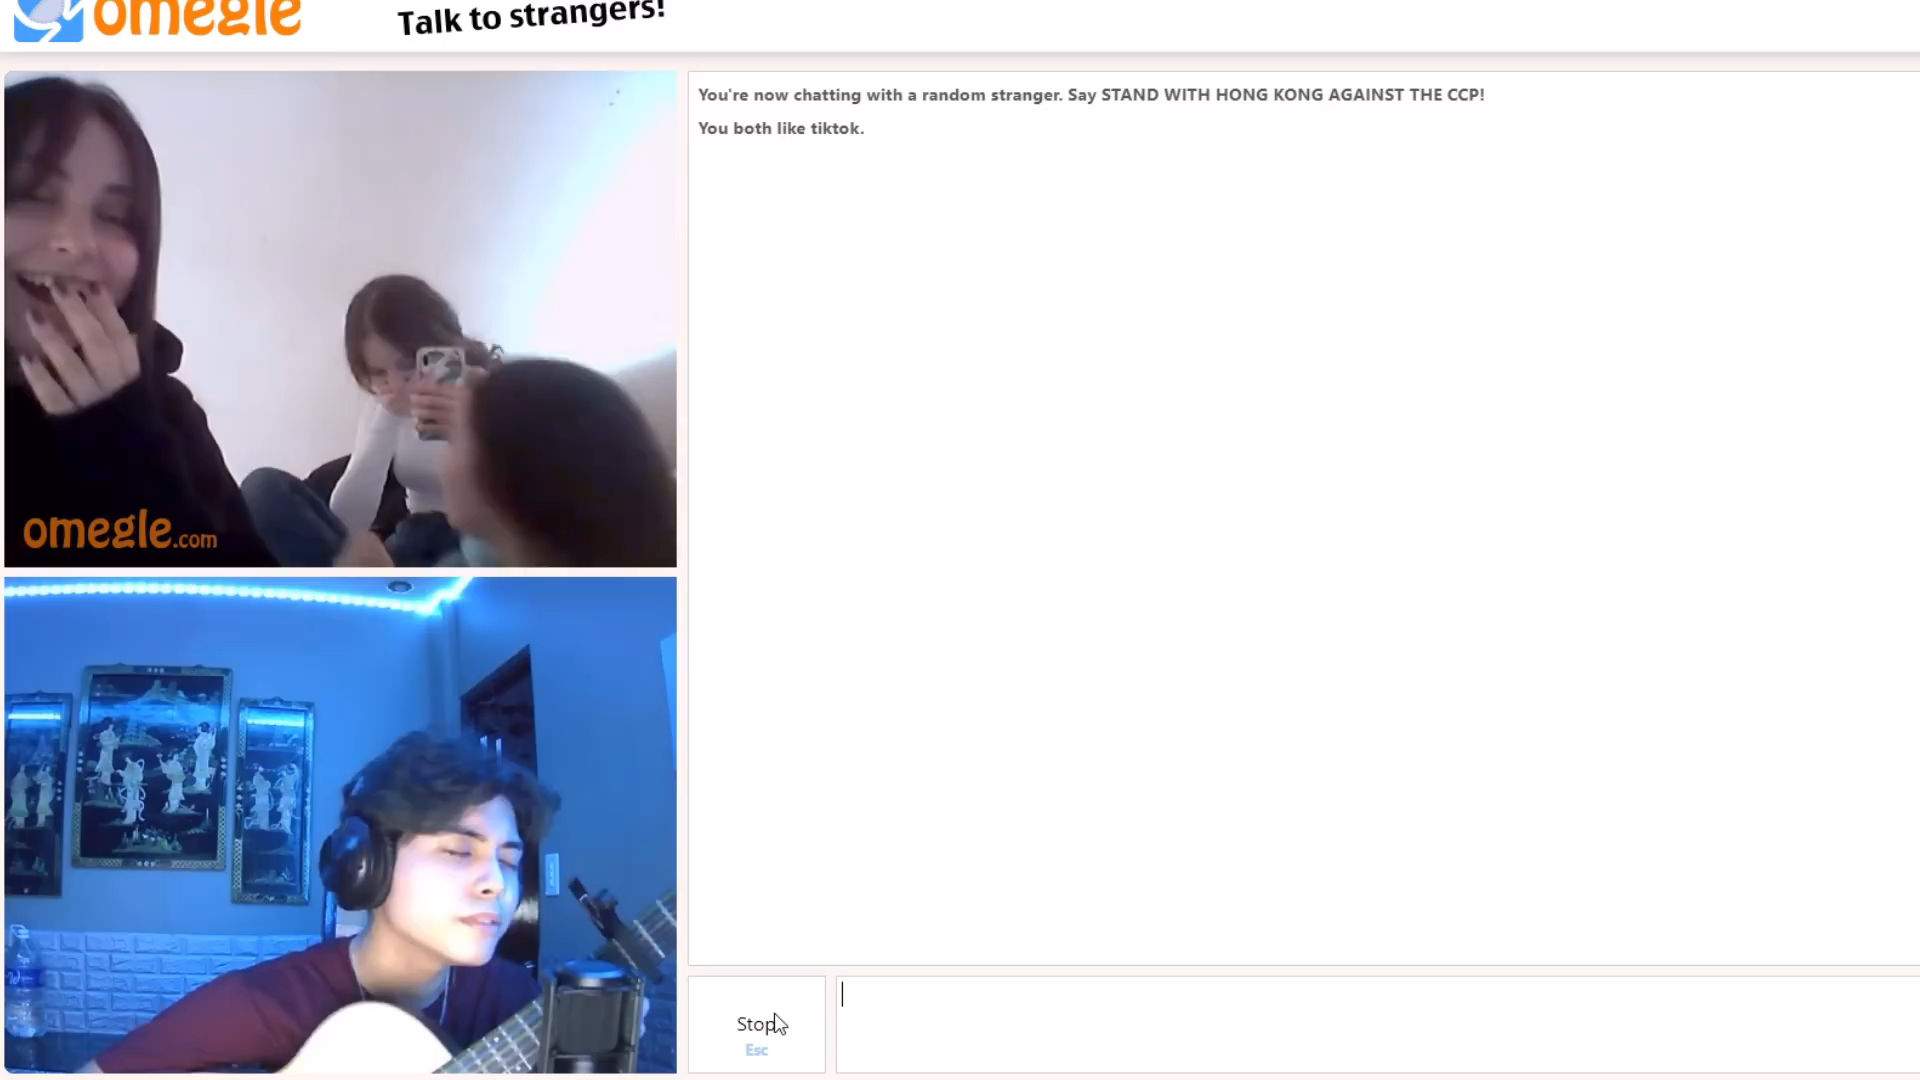 omegle
Talk to strangers!
You're now chatting with a random stranger. Say STAND WITH HONG KONG AGAINST THE CCP!
You both like tiktok.
omegle.com
Stop
Esc